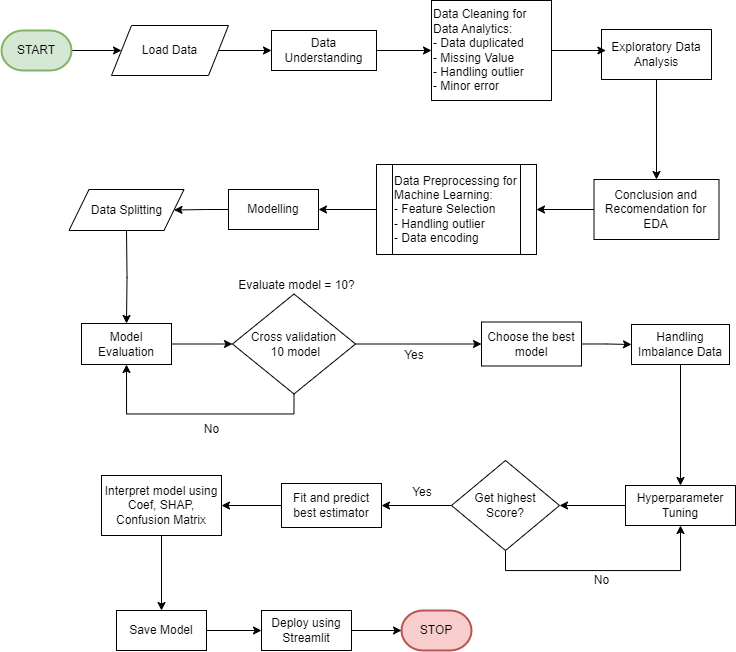 START
Load Data
Data
Understanding
Data Cleaning for
Data Analytics:
- Data duplicated
- Missing Value
- Handling outlier
- Minor error
Exploratory Data
Analysis
Conclusion and
Recomendation for
EDA
Data Preprocessing for
Machine Learning:
- Feature Selection
- Handling outlier
- Data encoding
Modelling
Data Splitting
Model
Evaluation
Evaluate model = 10?
Cross validation
10 model
No
Yes
Choose the best
model
Handling
Imbalance Data
Hyperparameter
Tuning
Get highest
Score?
No
Yes
Fit and predict
best estimator
Interpret model using
Coef, SHAP,
Confusion Matrix
Save Model
Deploy using
Streamlit
STOP